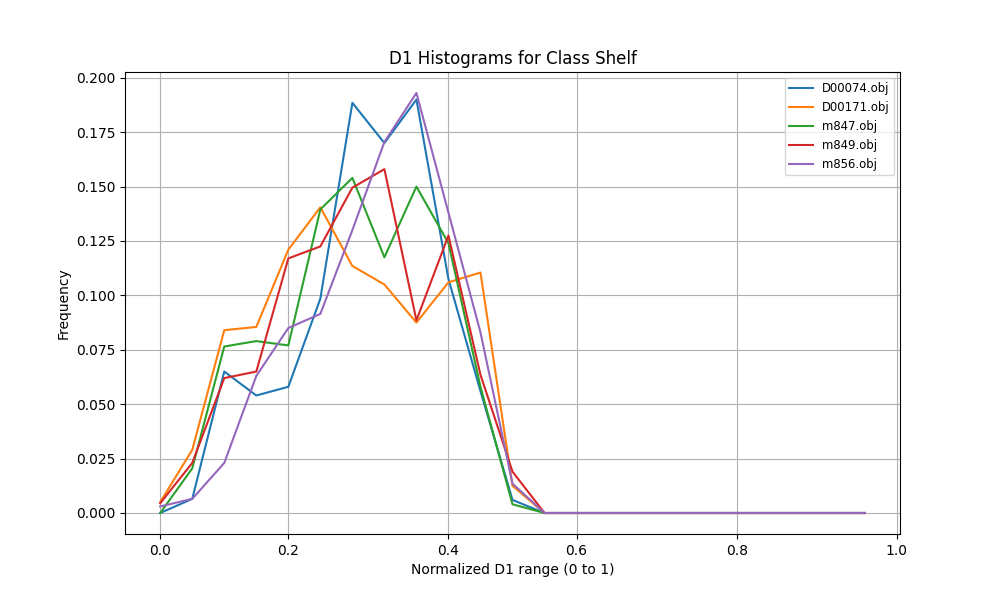 D1 Histograms for Class Shelf
0.200
0.175
0.150
0.125
0.100
0.075
0.050
0.025
0.000
Frequency
D00074.obj
D00171.obj
m847.obj
m849.obj
m856.obj
0.0 0.2 0.4 0.6 0.8 1.0
Normalized D1 range (0 to 1)